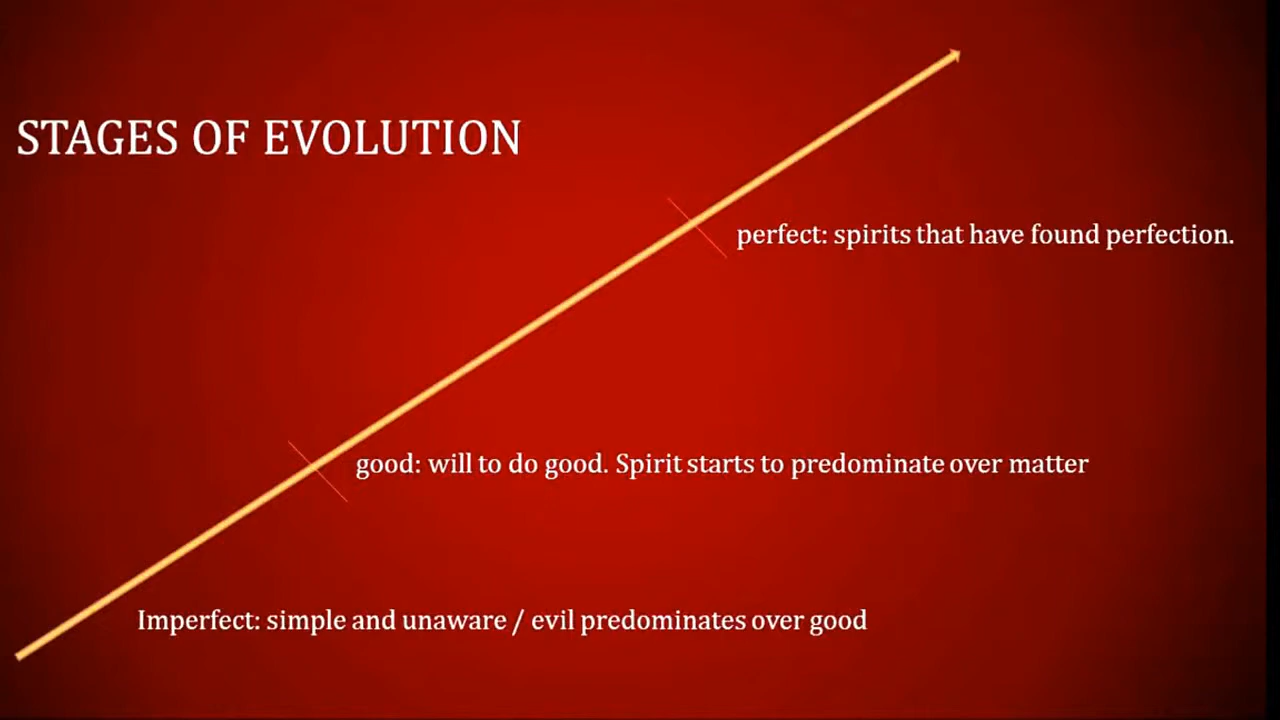 STAGES OF EVOLUTION
perfect: spirits that have found perfection.
good: will to do good. Spirit starts to predominate over matter
Imperfect: simple and unaware / evil predominates over good